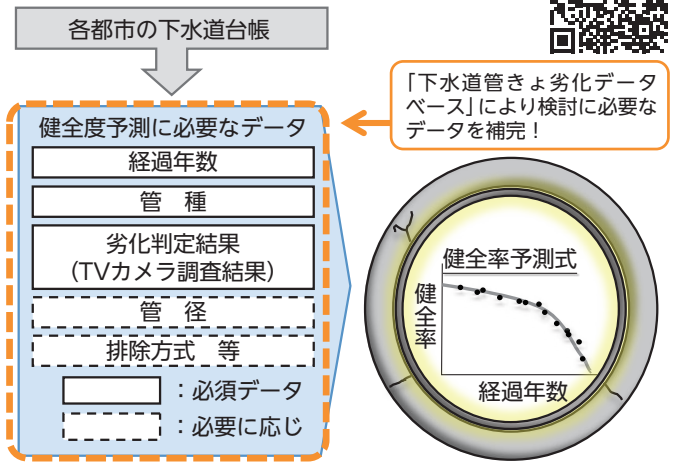 各都市の下水道台帳
「下水道管きょ劣化データ
ベース」により検討に必要な
データを補完！
健全度予測に必要なデータ
経過年数
管　種
劣化判定結果
(TVカメラ調査結果)
管　径
排除方式　等
：必須データ
：必要に応じ
健全率予測式
健全率
経過年数